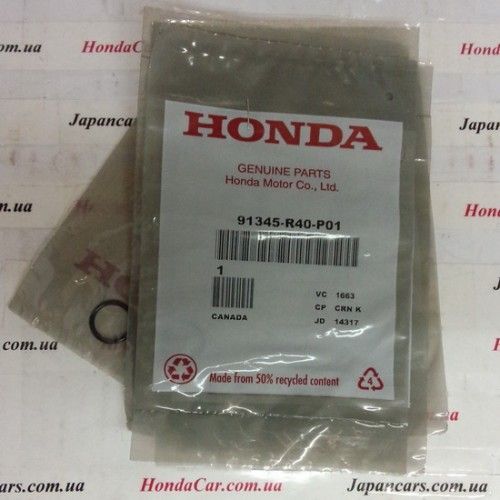 HondaCar.com.ua
Japancars.com.ua
HONDA
GENUINE PARTS
Honda Motor Co., Ltd.
91345-R40-P01
1
VC 1663
CP CRN K
JD 14317
CANADA
Made from 50% recycled content
4
HONDA
Japancars.com.ua
HondaCar.com.ua
Japancars.com.ua